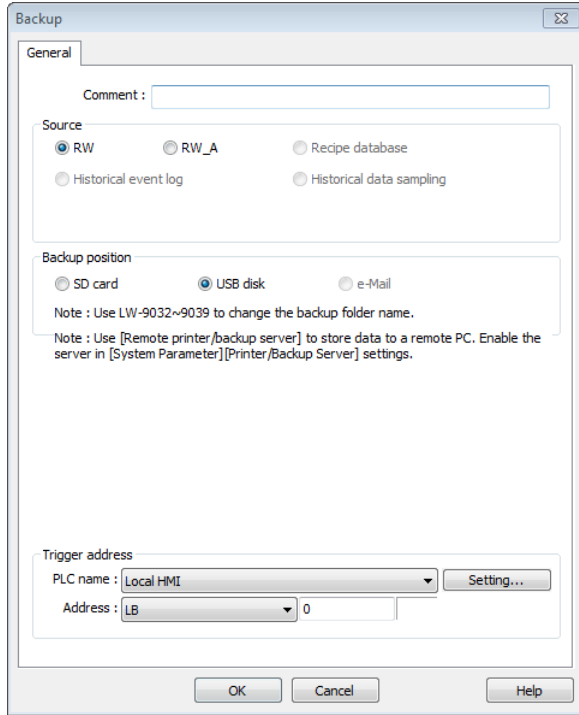 Backup
General
Comment :
Source
RW RW_A Recipe database
Historical event log Historical data sampling
Backup position
SD card USB disk e-Mail
Note : Use LW-9032~9039 to change the backup folder name.
Note : Use [Remote printer/backup server] to store data to a remote PC. Enable the
server in [System Parameter][Printer/Backup Server] settings.
Trigger address
PLC name : Local HMI Setting...
Address : LB 0
OK Cancel Help